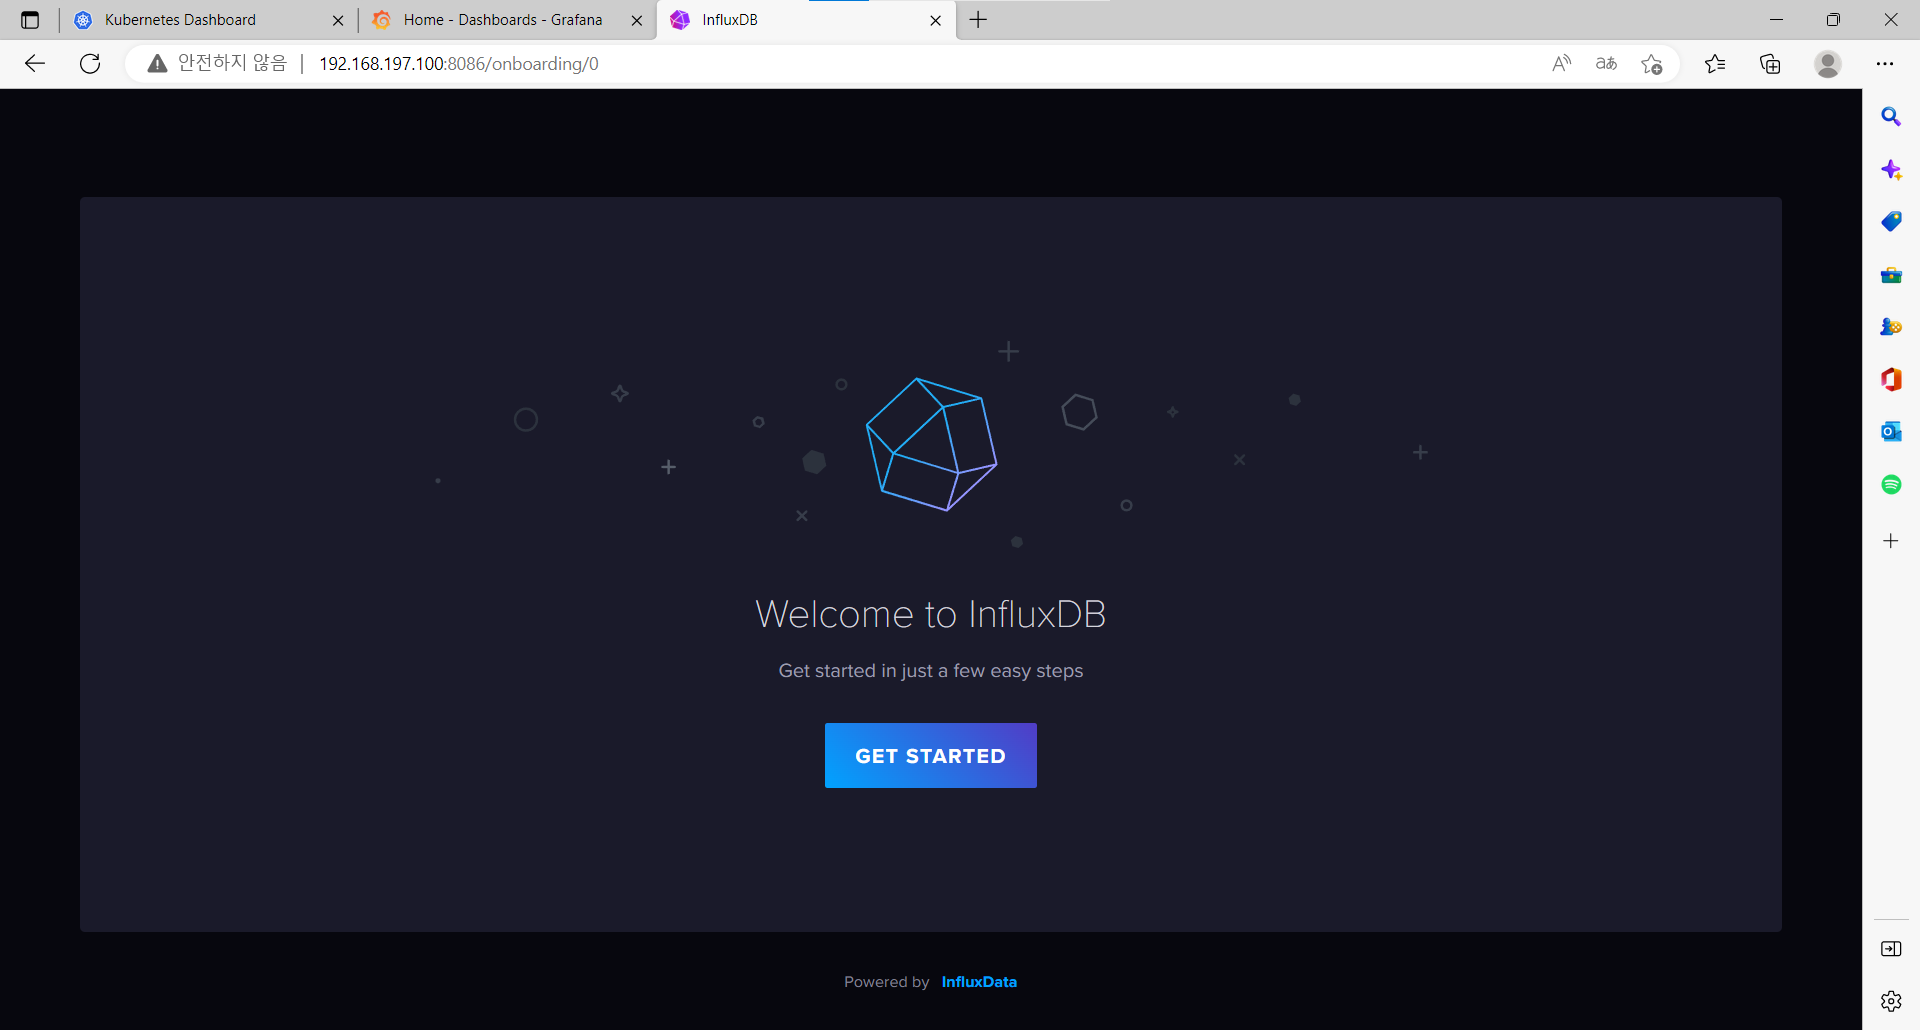 Kubernetes Dashboard
Home - Dashboards - Grafana
InfluxDB
안전하지 않음
192.168.197.100:8086/onboarding/0
Welcome to InfluxDB
Get started in just a few easy steps
GET STARTED
Powered by InfluxData